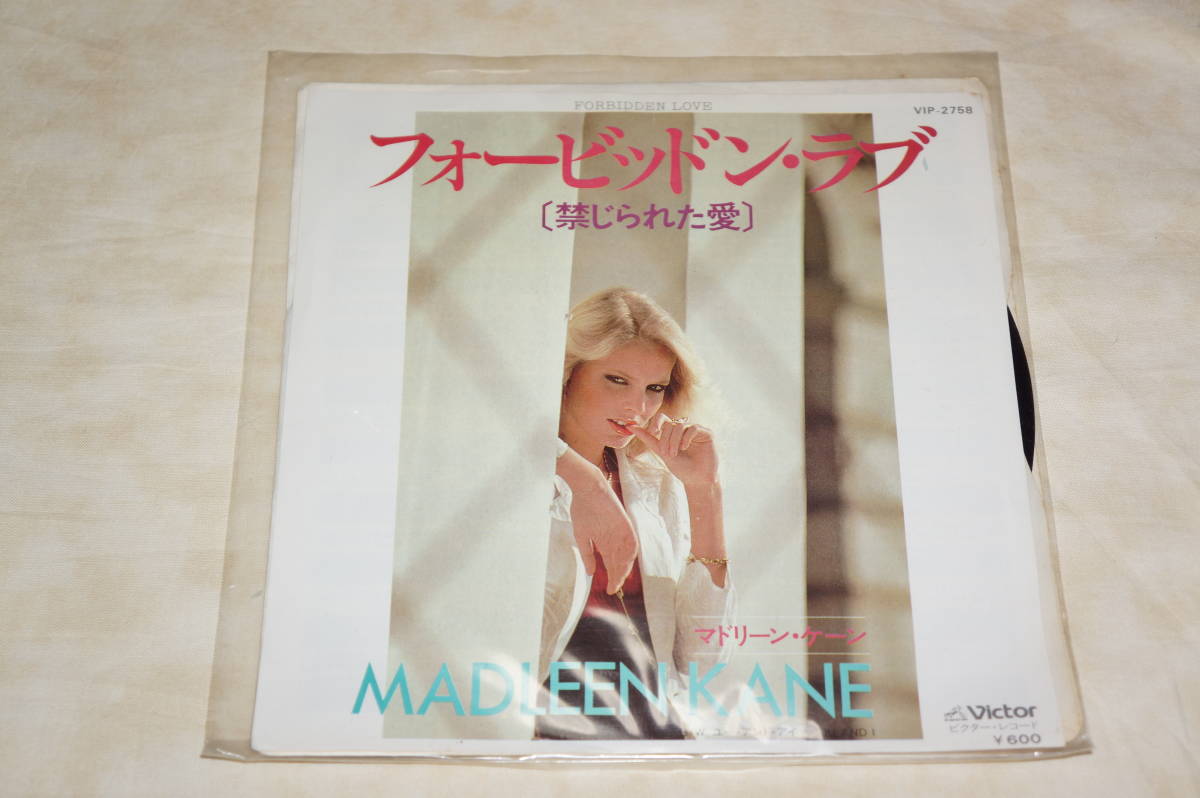 FORBIDDEN LOVE
VIP-2758
フォービッドン・ラブ
〔禁じられた愛〕
マドリーン・ケーン
MADLEEN KANE
AND I
Victor
ビクター・レコード
¥600